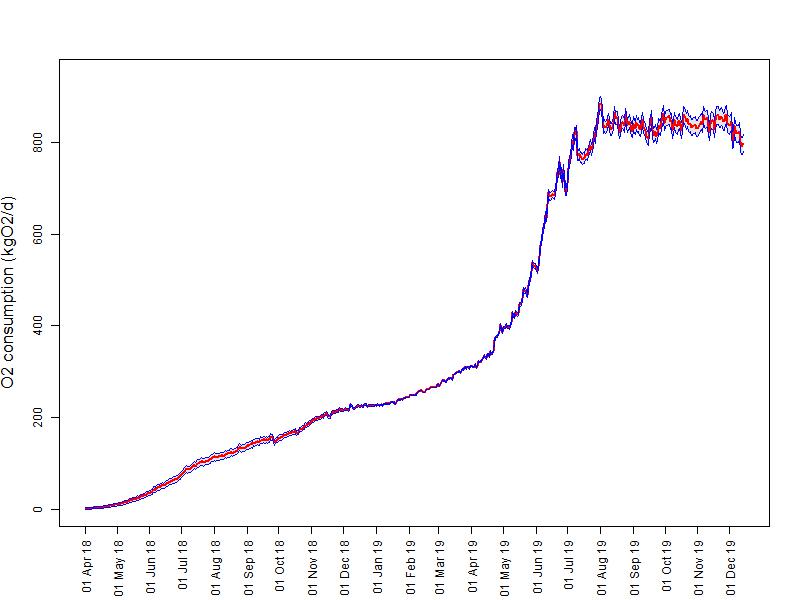 O2 consumption (kgO2/d)
800
600
400
200
0
01 Apr 18
01 May 18
01 Jun 18
01 Jul 18
01 Aug 18
01 Sep 18
01 Oct 18
01 Nov 18
01 Dec 18
01 Jan 19
01 Feb 19
01 Mar 19
01 Apr 19
01 May 19
01 Jun 19
01 Jul 19
01 Aug 19
01 Sep 19
01 Oct 19
01 Nov 19
01 Dec 19